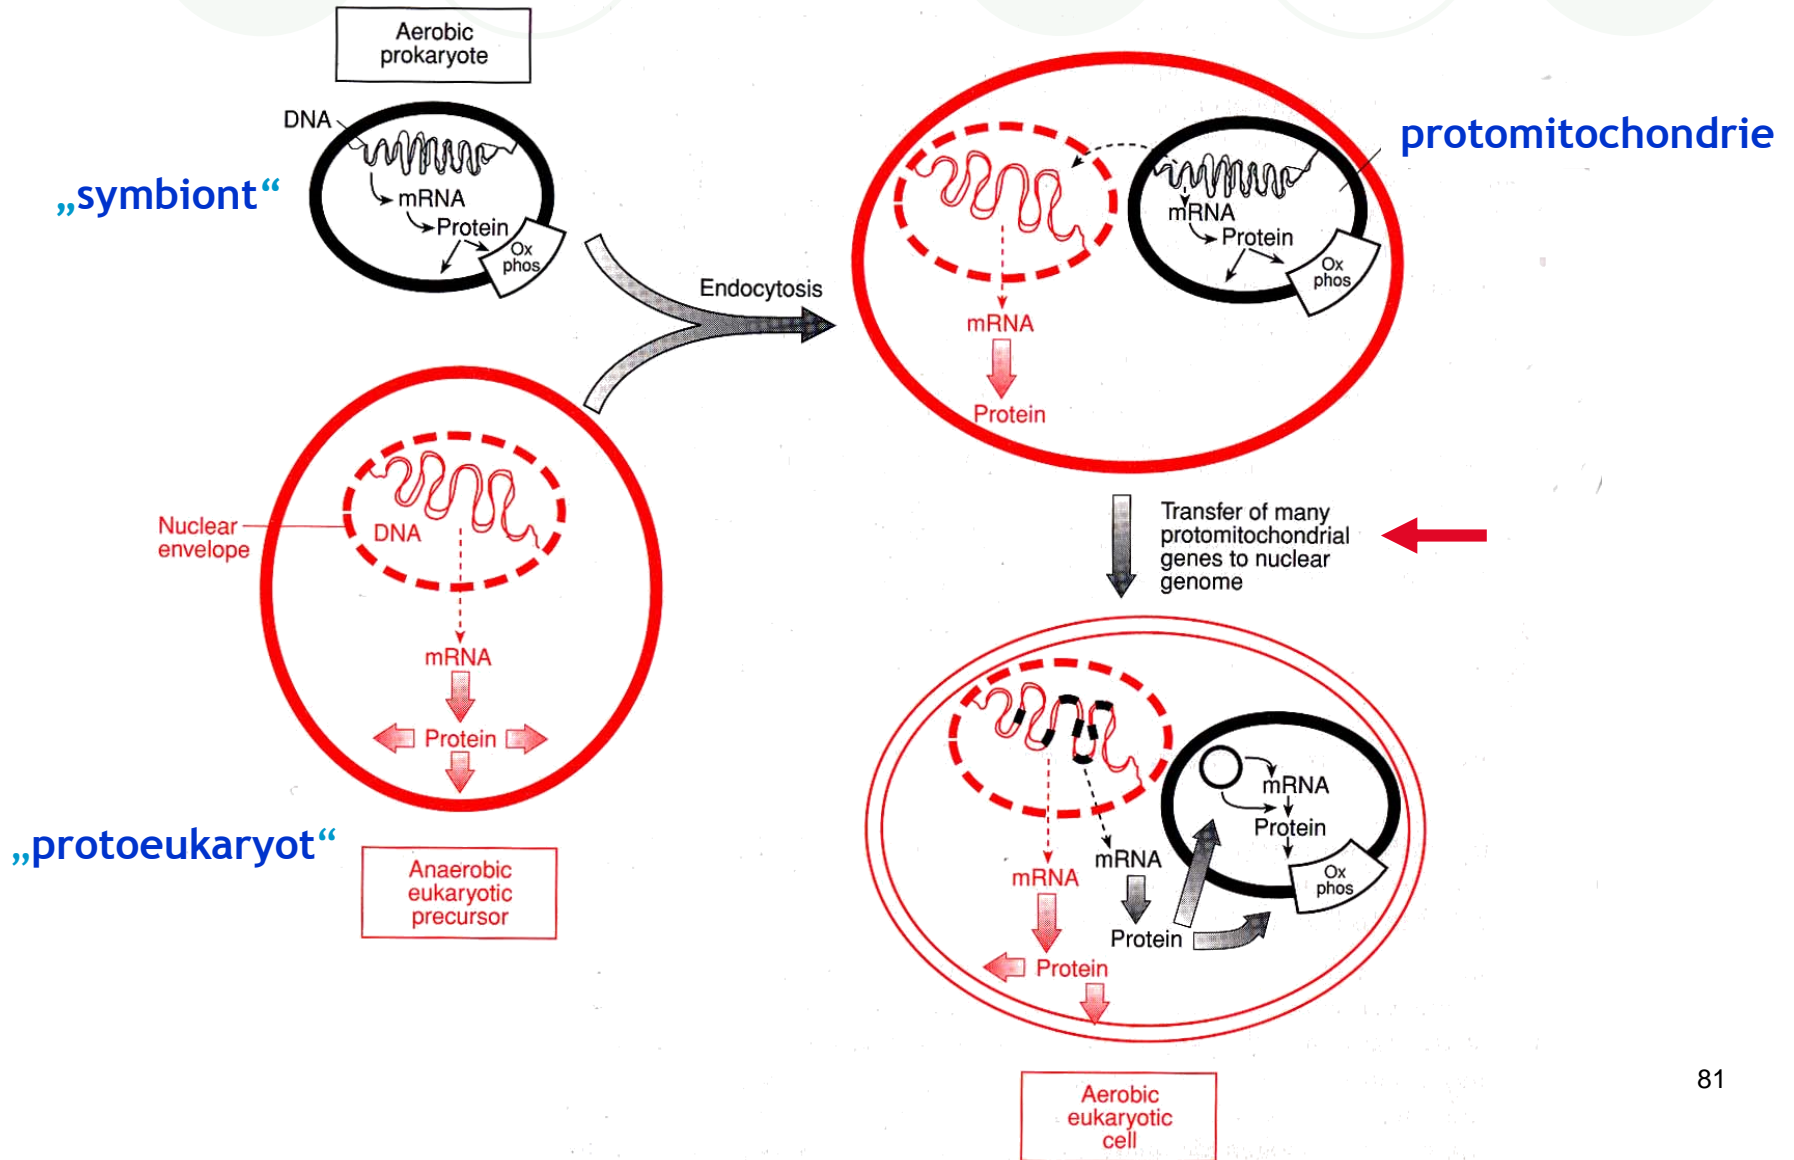 Aerobic
prokaryote
DNA
mRNA
Protein
Ox
phos
„symbiont“
Endocytosis
Nuclear
envelope
DNA
mRNA
Protein
„protoeukaryot“
Anaerobic
eukaryotic
precursor
protomitochondrie
mRNA
Protein
Ox
phos
mRNA
Protein
Transfer of many
protomitochondrial
genes to nuclear
genome
mRNA
Protein
Ox
phos
mRNA
Protein
mRNA
Protein
Aerobic
eukaryotic
cell
81